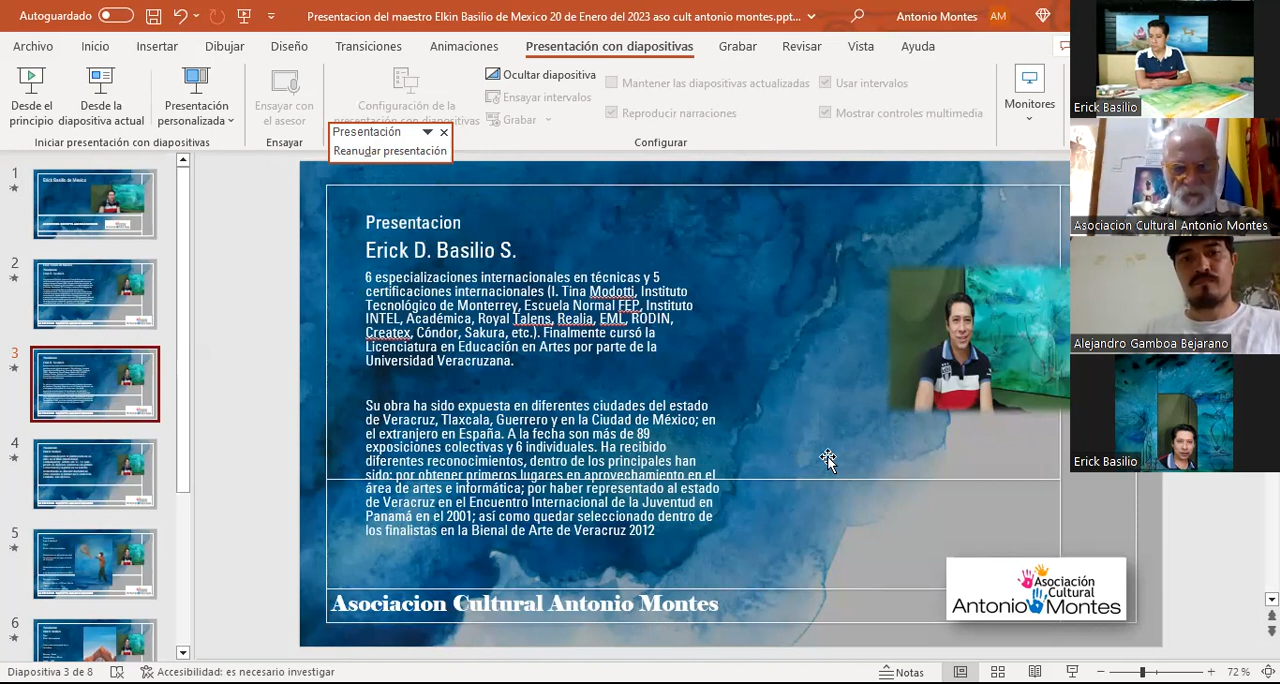 Autoguardado
Presentacion del maestro Elkin Basilio de Mexico 20 de Enero del 2023 aso cult antonio montes.ppt...
Antonio Montes AM
Archivo Inicio Insertar Dibujar Diseño Transiciones Animaciones Presentación con diapositivas Grabar Revisar Vista Ayuda
Desde el principio
Desde la diapositiva actual
Presentación personalizada
Iniciar presentación con diapositivas
Ensayar con el asesor
Ensayar
Configuración de la presentación con diapositivas
Ocultar diapositiva
Ensayar intervalos
Grabar
Mantener las diapositivas actualizadas
Reproducir narraciones
Usar intervalos
Mostrar controles multimedia
Configurar
Monitores
Presentación
Reanudar presentación
1
2
3
4
5
6
Presentacion
Erick D. Basilio S.
6 especializaciones internacionales en técnicas y 5
certificaciones internacionales (I. Tina Modotti, Instituto
Tecnológico de Monterrey, Escuela Normal FEP, Instituto
INTEL, Académica, Royal Talens, Realia, EML, RODIN,
Createx, Cóndor, Sakura, etc.). Finalmente cursó la
Licenciatura en Educación en Artes por parte de la
Universidad Veracruzana.
Su obra ha sido expuesta en diferentes ciudades del estado
de Veracruz, Tlaxcala, Guerrero y en la Ciudad de México; en
el extranjero en España. A la fecha son más de 89
exposiciones colectivas y 6 individuales. Ha recibido
diferentes reconocimientos, dentro de los principales han
sido: por obtener primeros lugares en aprovechamiento en el
área de artes e informática; por haber representado al estado
de Veracruz en el Encuentro Internacional de la Juventud en
Panamá en el 2001; así como quedar seleccionado dentro de
los finalistas en la Bienal de Arte de Veracruz 2012
Asociacion Cultural Antonio Montes
Asociación
Cultural
Antonio Montes
Erick Basilio
Asociacion Cultural Antonio Montes
Alejandro Gamboa Bejarano
Erick Basilio
Diapositiva 3 de 8
Accesibilidad: es necesario investigar
Notas
72 %